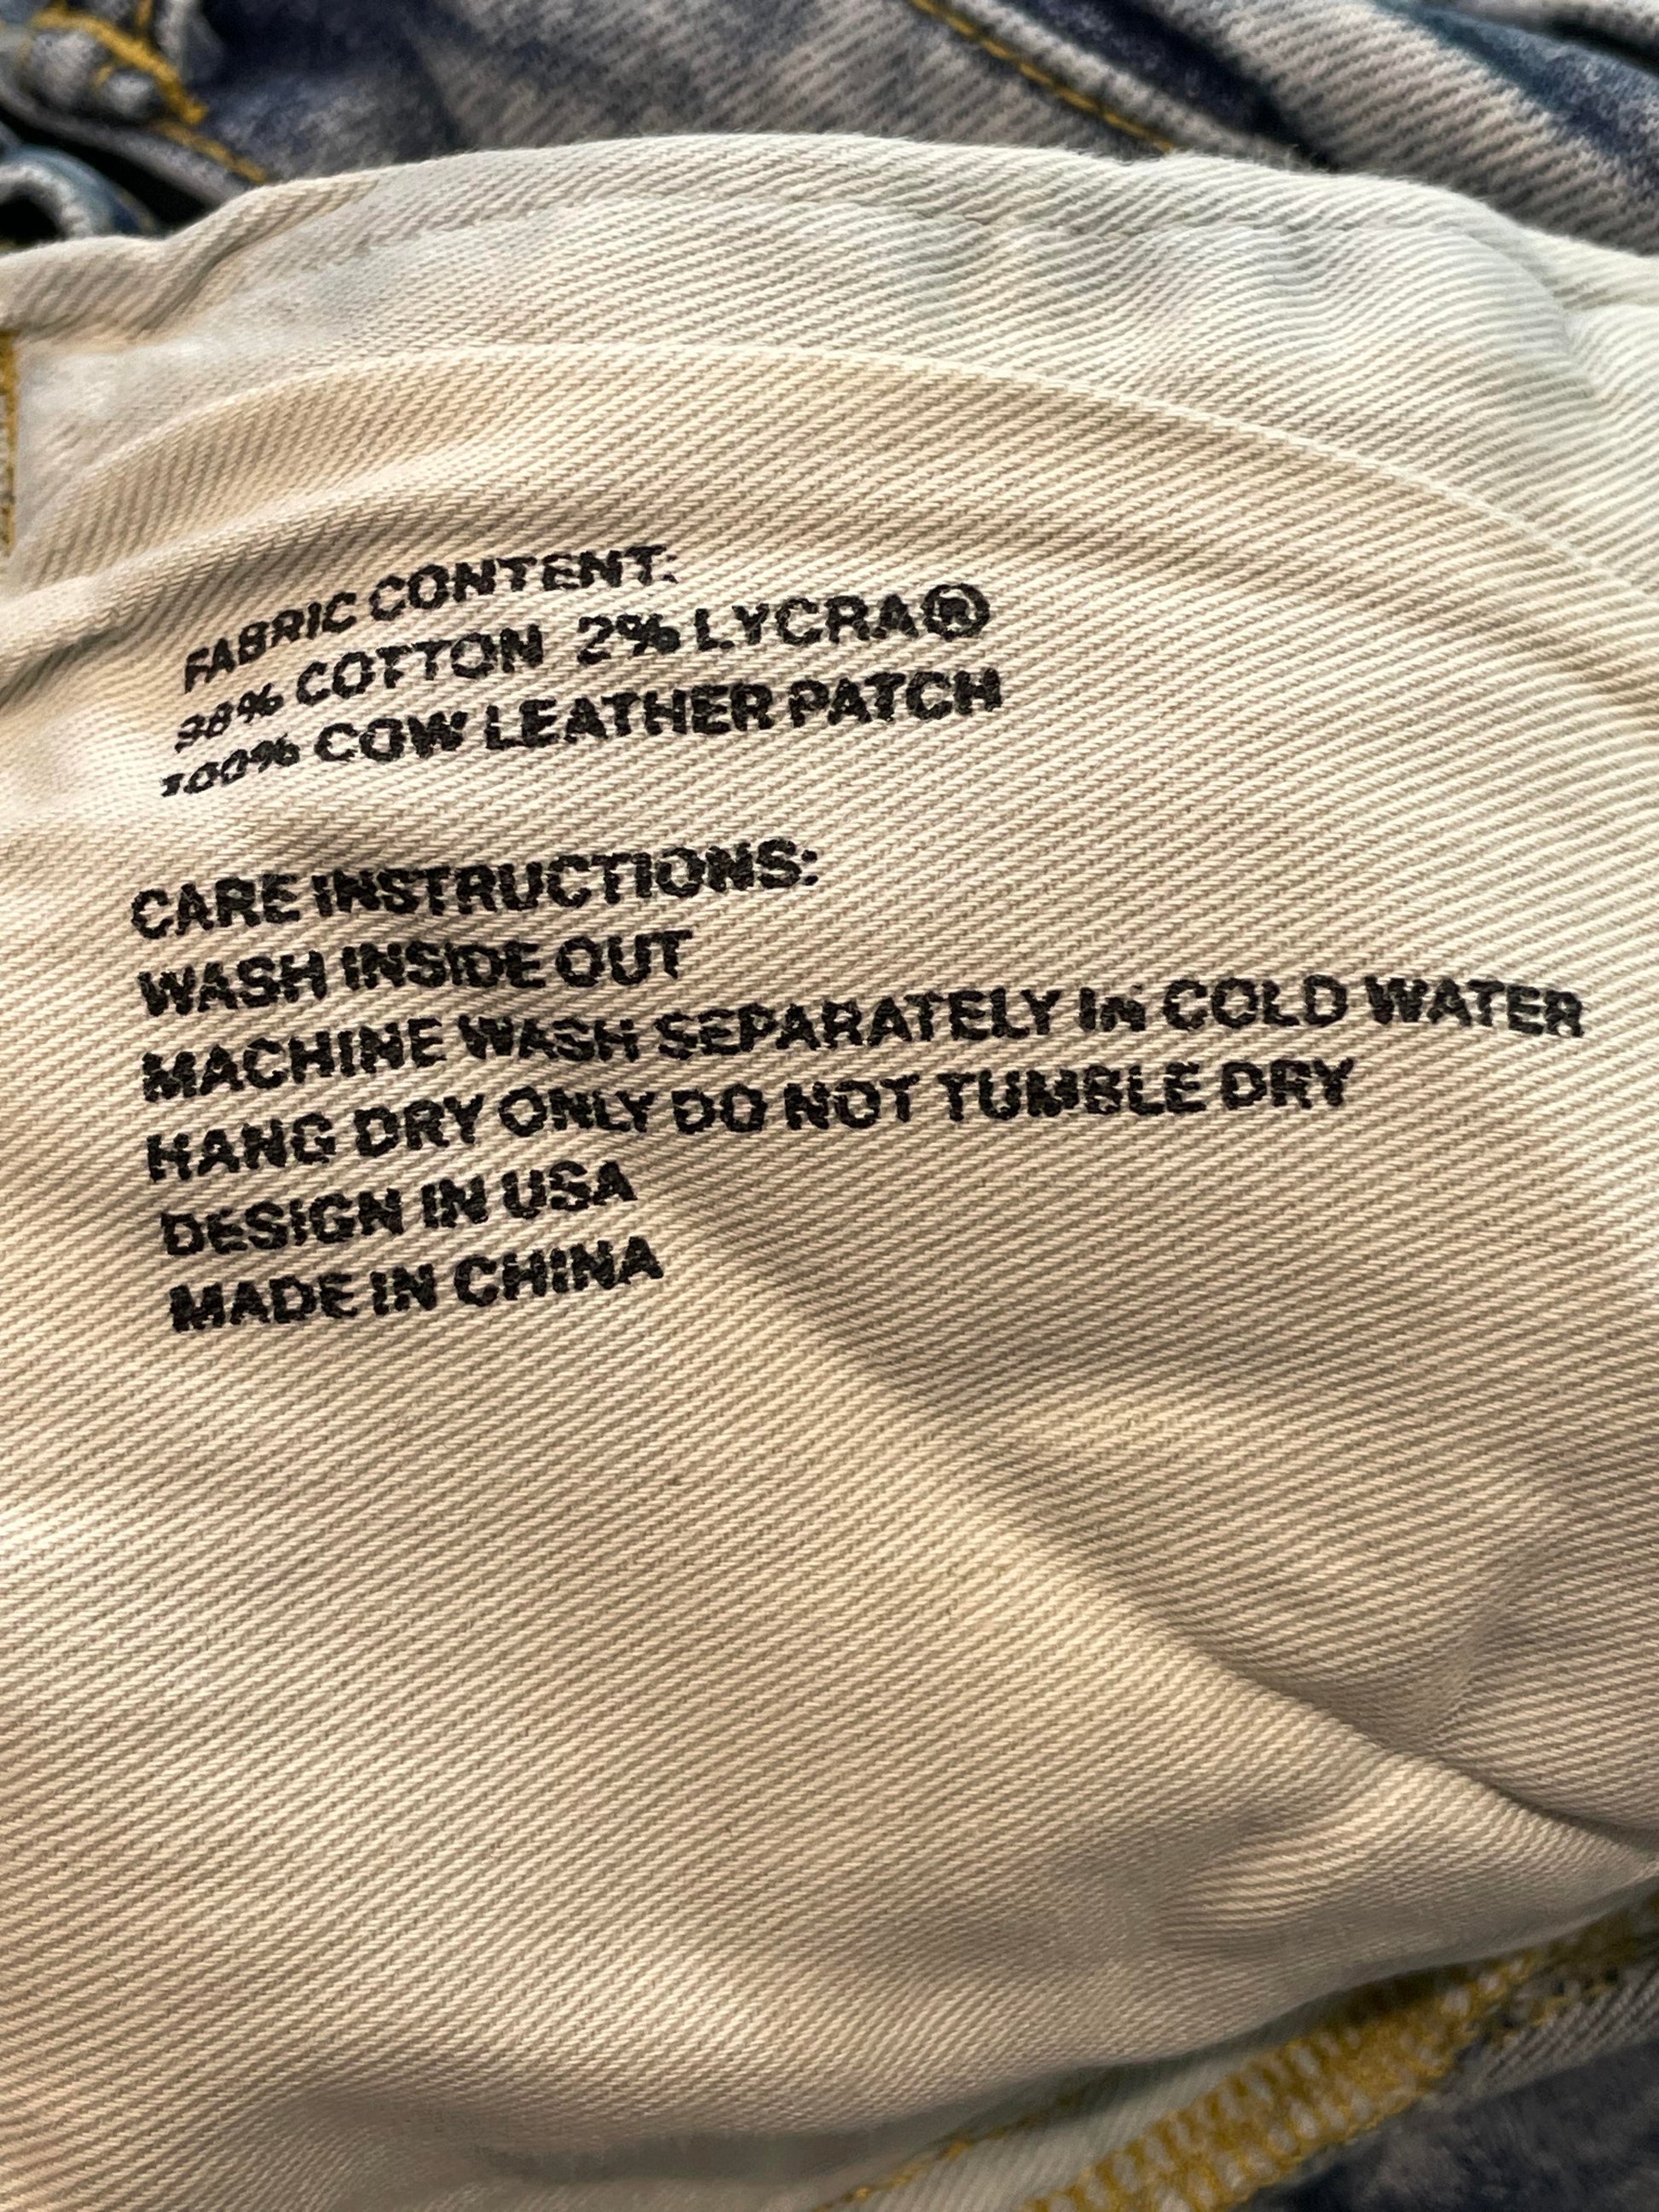 FABRIC CONTENT:
98% COTTON 2% LYCRA®
100% COW LEATHER PATCH
CARE INSTRUCTIONS:
WASH INSIDE OUT
MACHINE WASH SEPARATELY IN COLD WATER
HANG DRY ONLY DO NOT TUMBLE DRY
DESIGN IN USA
MADE IN CHINA